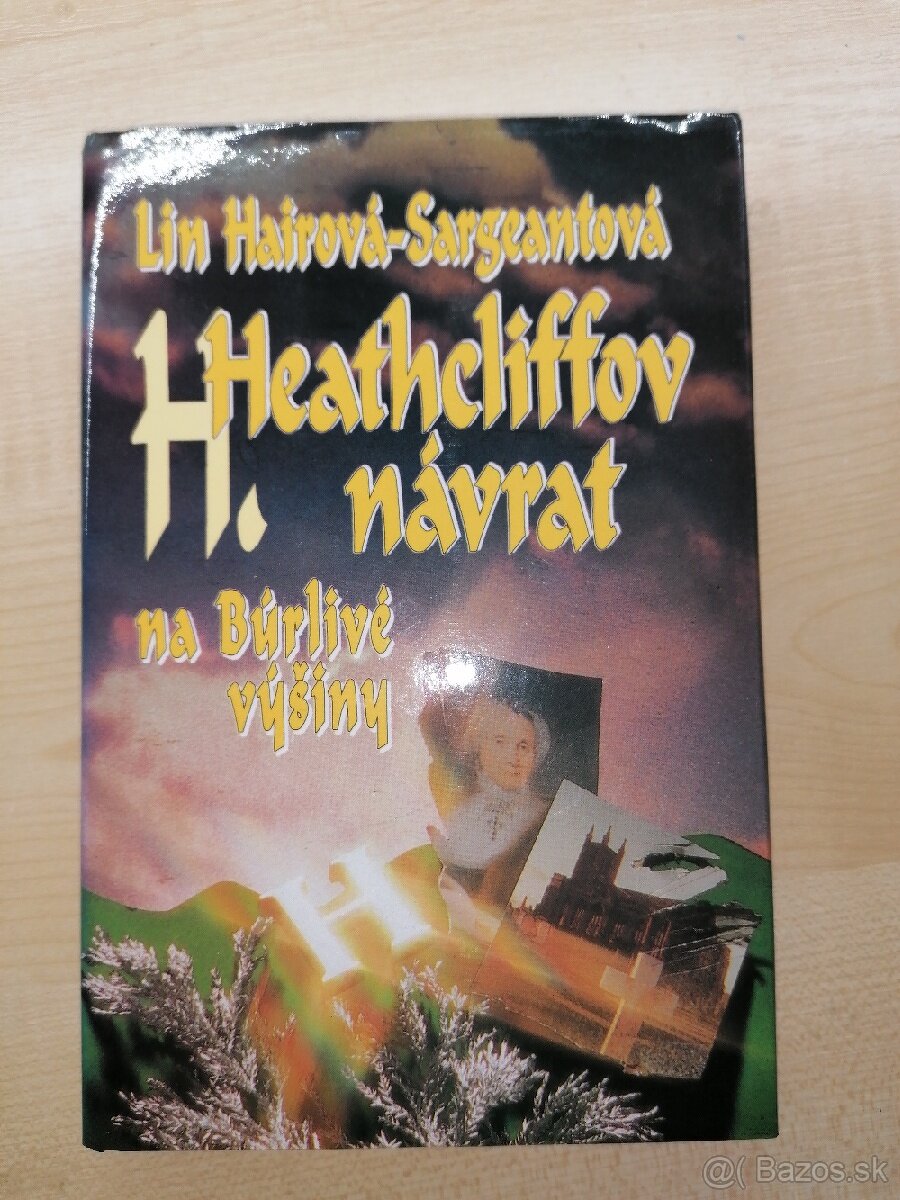 Lin Hairová-Sargeantová
H. Heathcliffov
návrat
na Búrlivé
výšiny
H
@( Bazos.sk